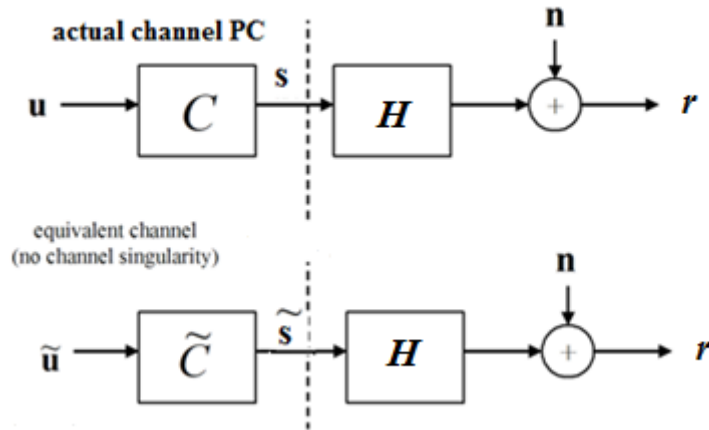 actual channel PC
n
s
u
C
H
+
r
equivalent channel
(no channel singularity)
n
s̃
ũ
C̃
H
+
r